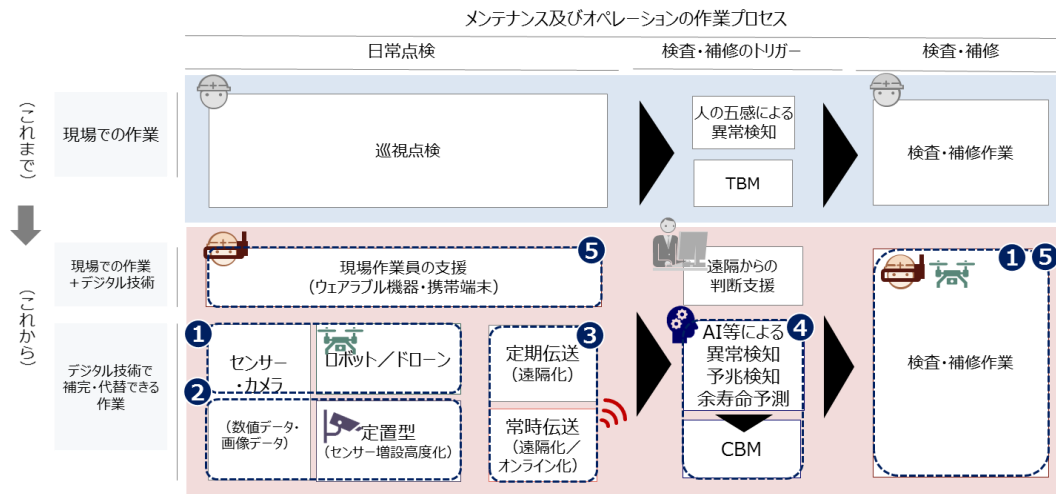 メンテナンス及びオペレーションの作業プロセス
日常点検
検査・補修のトリガー
検査・補修
(これまで)
現場での作業
巡視点検
人の五感による
異常検知
TBM
検査・補修作業
(これから)
現場での作業
+デジタル技術
現場作業員の支援
(ウェアラブル機器・携帯端末)
5
遠隔からの
判断支援
1 5
デジタル技術で
補完・代替できる
作業
1
センサー
・カメラ
ロボット/ドローン
2
(数値データ・
画像データ)
定置型
(センサー増設高度化)
3
定期伝送
(遠隔化)
常時伝送
(遠隔化/
オンライン化)
4
AI等による
異常検知
予兆検知
余寿命予測
CBM
検査・補修作業